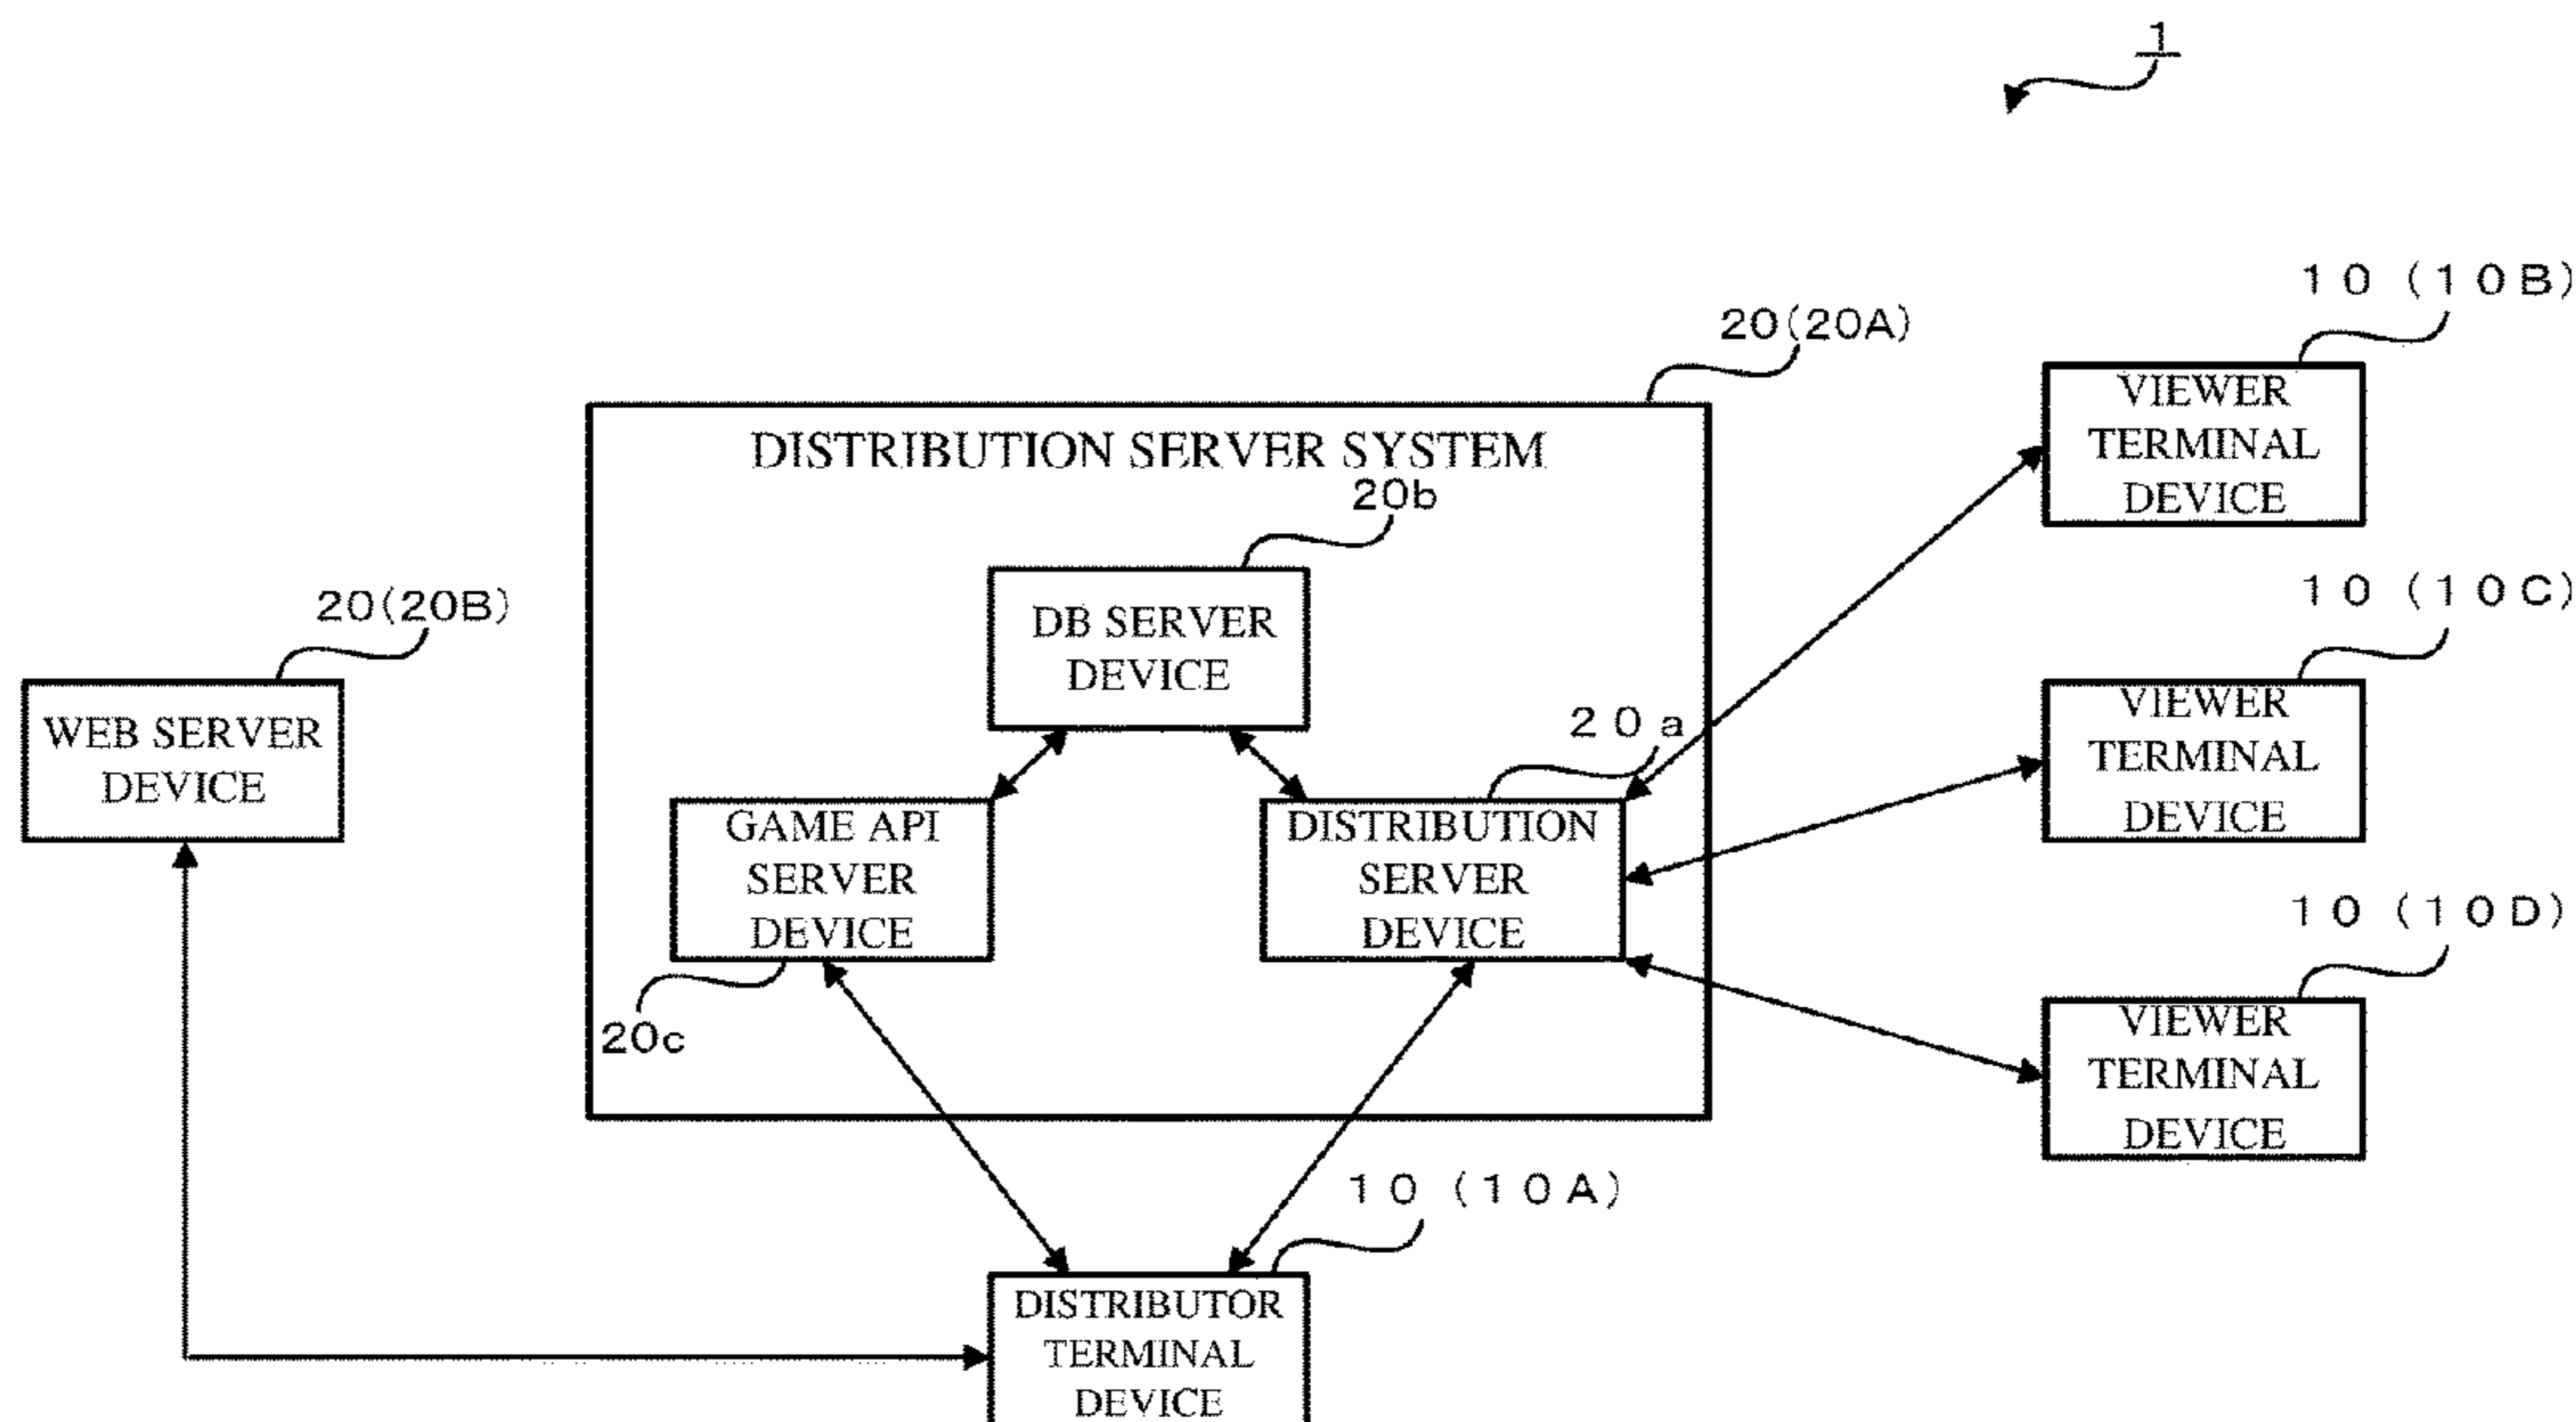 1
10 (10B)
20(20A)
VIEWER
TERMINAL
DEVICE
DISTRIBUTION SERVER SYSTEM
20b
20(20B)
DB SERVER
DEVICE
10 (10C)
WEB SERVER
DEVICE
20a
VIEWER
TERMINAL
DEVICE
GAME API
SERVER
DEVICE
DISTRIBUTION
SERVER
DEVICE
10 (10D)
20c
VIEWER
TERMINAL
DEVICE
10 (10A)
DISTRIBUTOR
TERMINAL
DEVICE